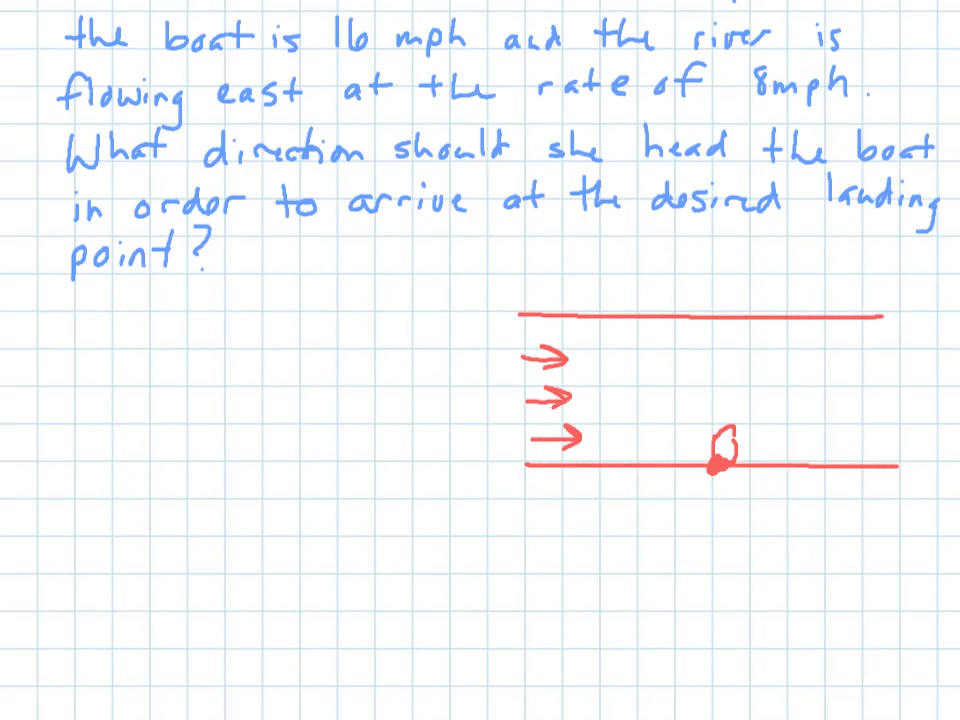 the boat is 16 mph and the river is
flowing east at the rate of 8mph.
What direction should she head the boat
in order to arrive at the desired landing
point?